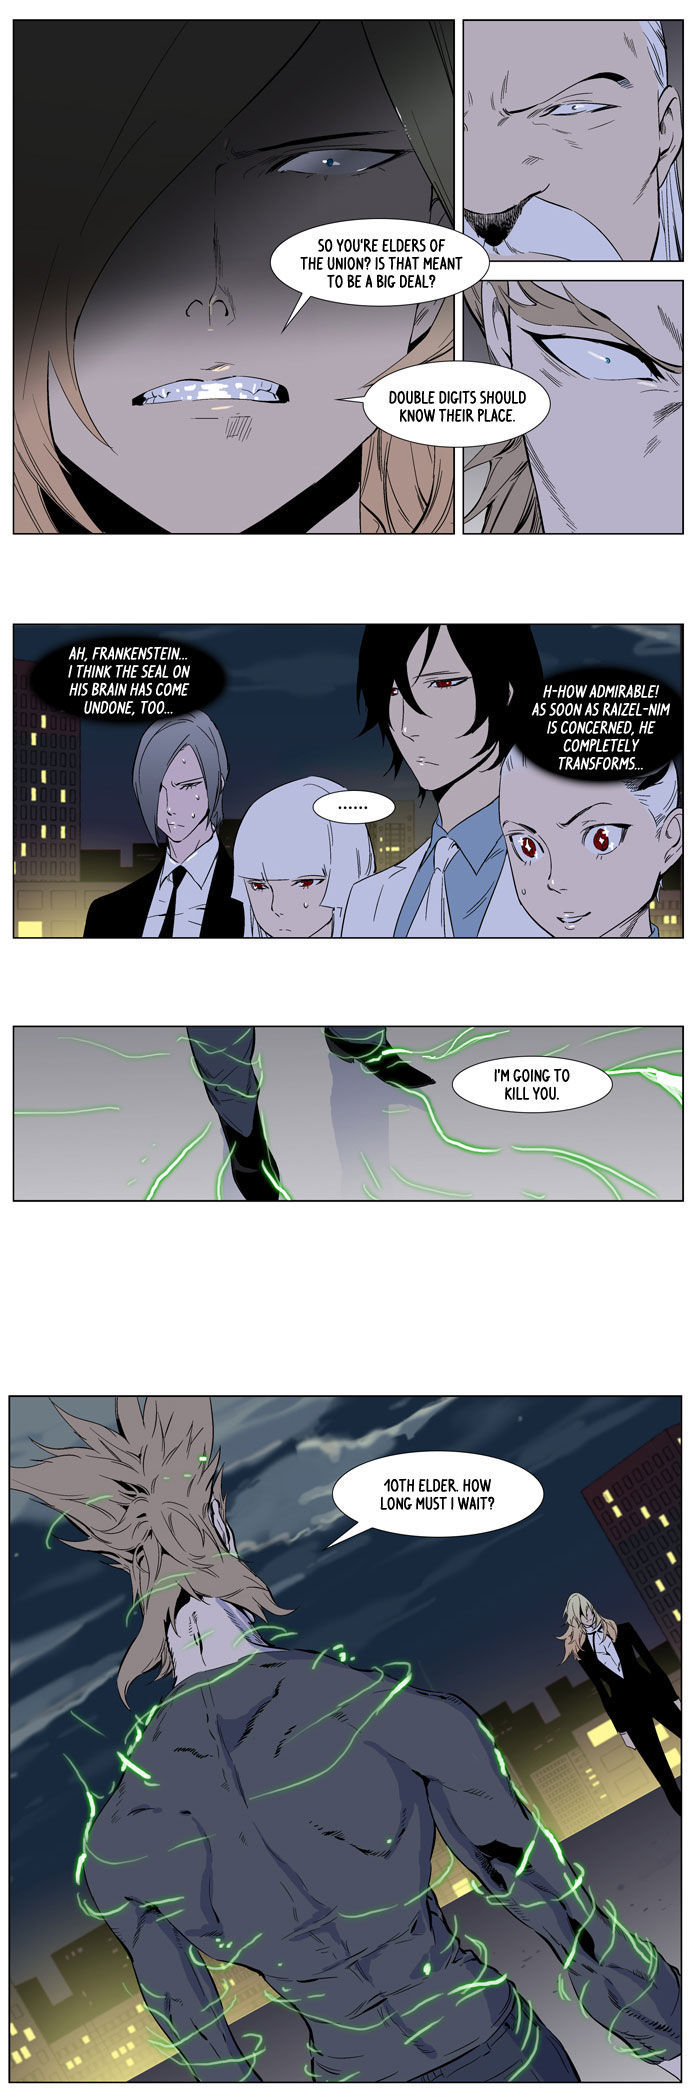 SO YOU'RE ELDERS OF
THE UNION? IS THAT MEANT
TO BE A BIG DEAL?
DOUBLE DIGITS SHOULD
KNOW THEIR PLACE.
AH, FRANKENSTEIN...
I THINK THE SEAL ON
HIS BRAIN HAS COME
UNDONE, TOO...
......
H-HOW ADMIRABLE!
AS SOON AS RAIZEL-NIM
IS CONCERNED, HE
COMPLETELY
TRANSFORMS...
I'M GOING TO
KILL YOU.
10TH ELDER. HOW
LONG MUST I WAIT?